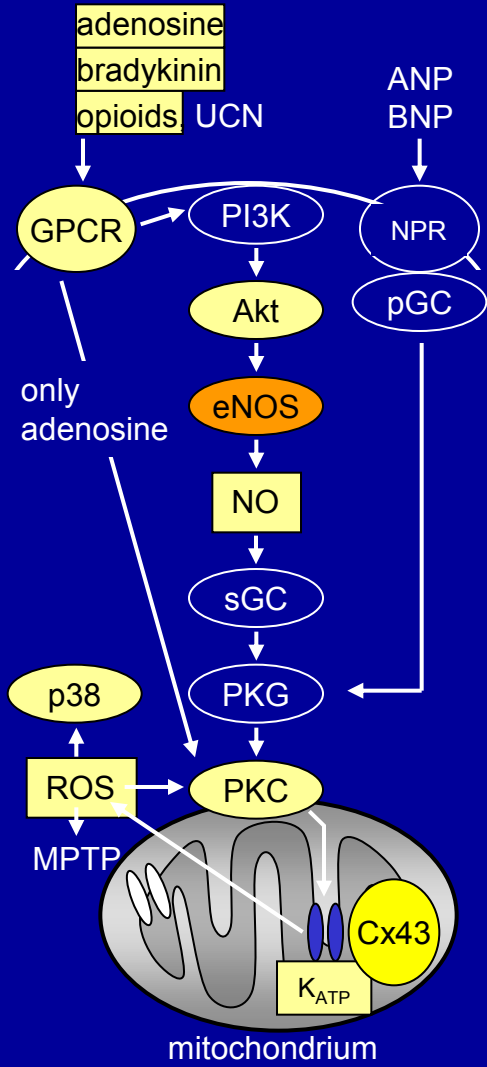 adenosine
bradykinin
opioids, UCN
ANP
BNP
GPCR
PI3K
NPR
pGC
Akt
only
adenosine
eNOS
NO
sGC
p38
PKG
ROS
PKC
MPTP
Cx43
KATP
mitochondrium